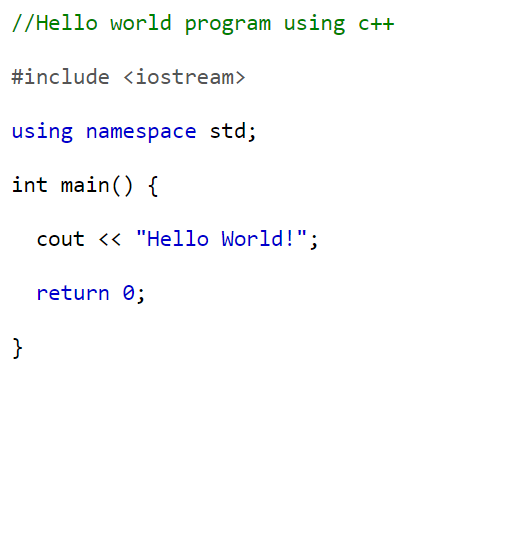 //Hello world program using c++
#include <iostream>
using namespace std;
int main() {
  cout << "Hello World!";
  return 0;
}